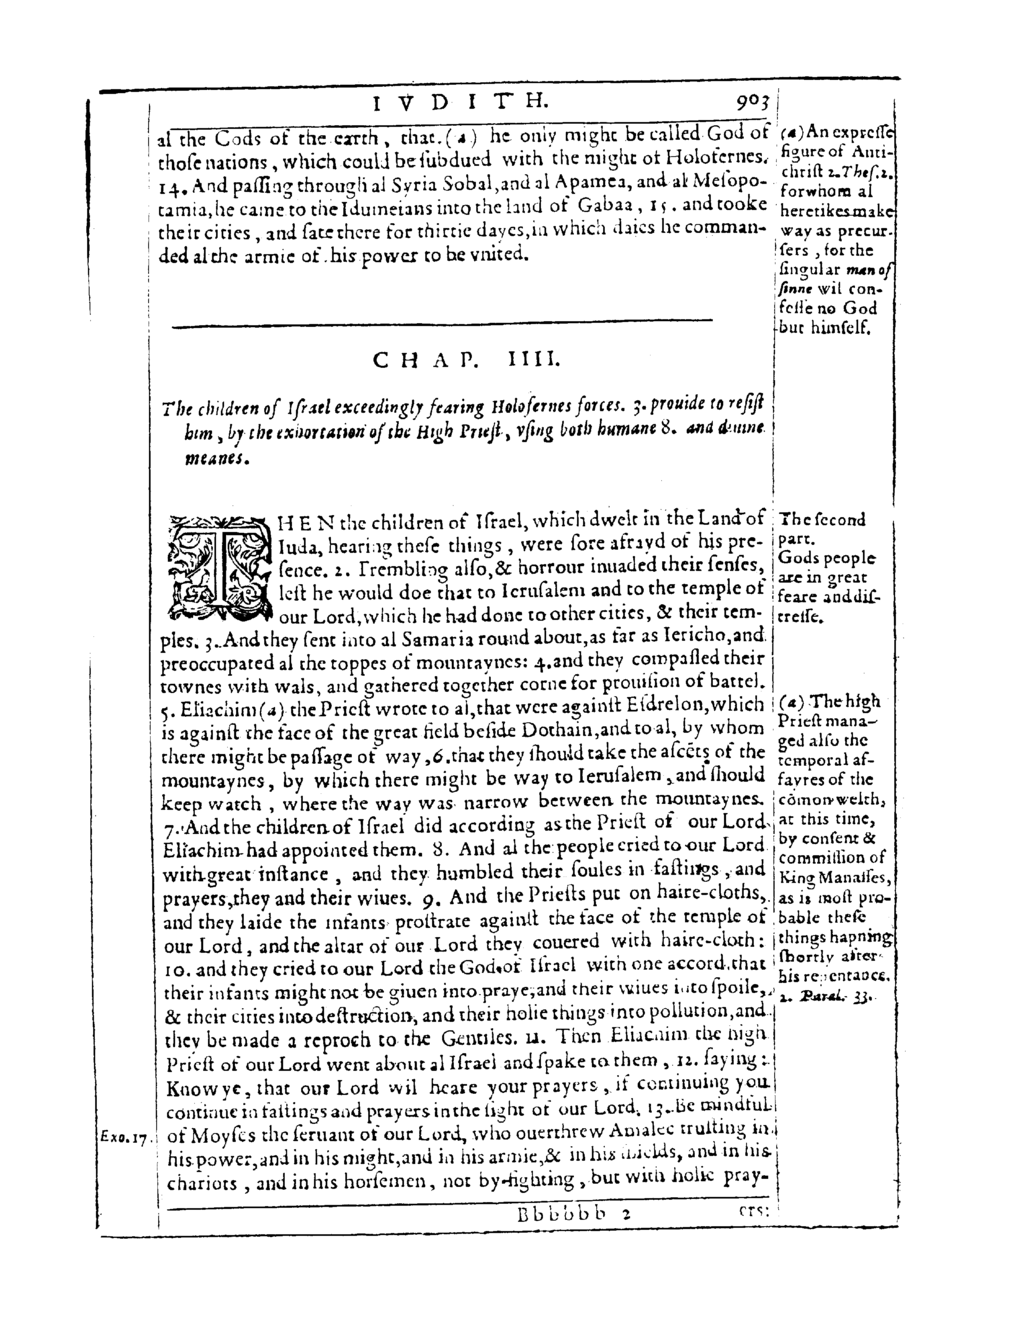 IVDITH. 903
al the Gods of the earth, that (a) he only might be called God of
thoſe nations, which could be ſubdued with the might of Holofernes.
14. And paſſing through al Syria Sobal, and al Apamea, and al Meſopo-
tamia, he came to the Idumeians into the land of Gabaa, 15. and tooke
their cities, and ſate there for thirtie dayes, in which daies he comman-
ded al the armie of his power to be vnited.
(a) An expreſſe
figure of Anti-
chriſt 2. Theſ. 2.
for whom al
heretikes make
way as precur-
ſers, for the
ſingular man of
ſinne wil con-
feſſe no God
but himſelf.
CHAP. IIII.
The children of Iſrael exceedingly fearing Holofernes forces. 3. prouide to reſiſt
him, by the exhortation of the High Prieſt, vſing both humane 8. and diuine
meanes.
THEN the children of Iſrael, which dwelt in the Land of
Iuda, hearing theſe things, were ſore afrayd of his pre-
ſence. 2. Trembling alſo, & horrour inuaded their ſenſes,
leſt he would doe that to Ieruſalem and to the temple of
our Lord, which he had done to other cities, & their tem-
ples. 3. And they ſent into al Samaria round about, as far as Iericho, and
preoccupated al the toppes of mountaynes: 4. and they compaſſed their
townes with wals, and gathered together corne for prouiſion of battel.
5. Eliachim (a) the Prieſt wrote to al, that were againſt Eſdrelon, which
is againſt the face of the great field beſide Dothain, and to al, by whom
there might be paſſage of way, 6. that they ſhould take the aſcēts of the
mountaynes, by which there might be way to Ieruſalem, and ſhould
keep watch, where the way was narrow between the mountaynes.
7. And the children of Iſrael did according as the Prieſt of our Lord,
Eliachim had appointed them. 8. And al the people cried to our Lord
with great inſtance, and they humbled their ſoules in faſtings, and
prayers, they and their wiues. 9. And the Prieſts put on haire-cloths,
and they laide the infants proſtrate againſt the face of the temple of
our Lord, and the altar of our Lord they couered with haire-cloth:
10. and they cried to our Lord the God of Iſrael with one accord, that
their infants might not be giuen into praye, and their wiues into ſpoile,
& their cities into deſtruction, and their holie things into pollution, and
they be made a reproch to the Gentiles. 11. Then Eliachim the high
Prieſt of our Lord went about al Iſrael and ſpake to them, 12. ſaying:
Know ye, that our Lord wil heare your prayers, if continuing you
continue in faſtings and prayers in the ſight of our Lord. 13. Be mindful
of Moyſes the ſeruant of our Lord, who ouerthrew Amalec truſting in
his power, and in his might, and in his armie, & in his shields, and in his
chariots, and in his horſemen, not by fighting, but with holie pray-
The ſecond
part.
Gods people
are in great
feare and diſ-
treſſe.
(a) The high
Prieſt mana-
ged alſo the
temporal af-
fayres of the
cōmonwelth,
at this time,
by conſent &
commiſſion of
King Manaſſes,
as is moſt pro-
bable theſe
things hapning
ſhortly after
his repentance.
2. Paral. 33.
Exo. 17.
Bbbbbb 2 ers: